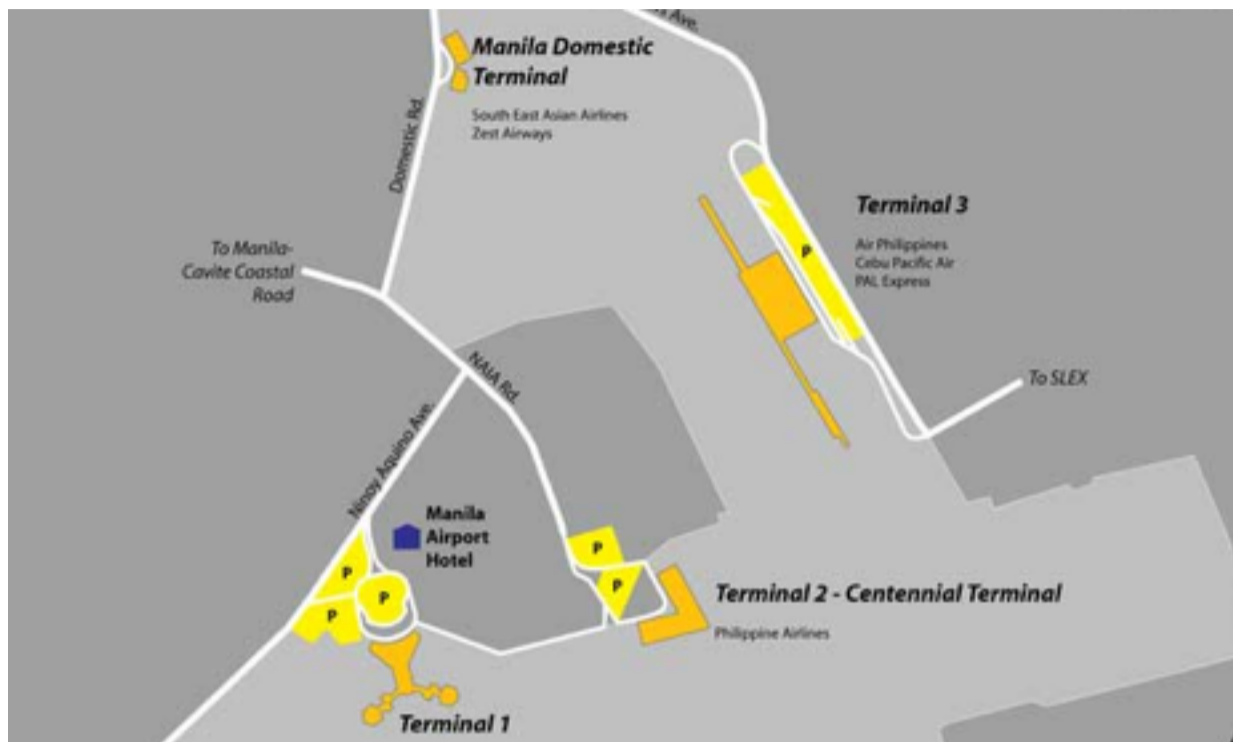 Ave.
Manila Domestic
Terminal
South East Asian Airlines
Zest Airways
Domestic Rd.
Terminal 3
Air Philippines
Cebu Pacific Air
PAL Express
P
To Manila-
Cavite Coastal
Road
NAIA Rd.
To SLEX
Ninoy Aquino Ave.
Manila
Airport
Hotel
P
P
P
P
P
Terminal 2 - Centennial Terminal
Philippine Airlines
Terminal 1